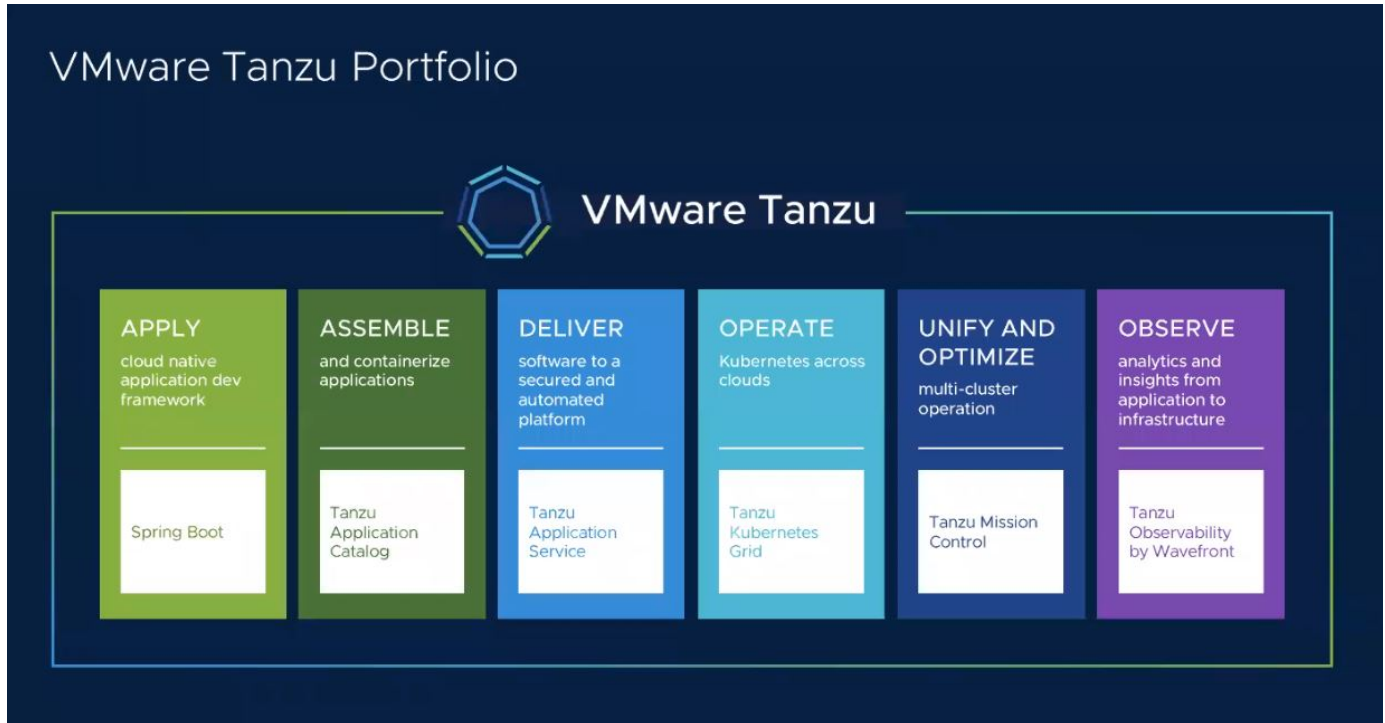 VMware Tanzu Portfolio
VMware Tanzu
APPLY
cloud native
application dev
framework
Spring Boot
ASSEMBLE
and containerize
applications
Tanzu
Application
Catalog
DELIVER
software to a
secured and
automated
platform
Tanzu
Application
Service
OPERATE
Kubernetes across
clouds
Tanzu
Kubernetes
Grid
UNIFY AND
OPTIMIZE
multi-cluster
operation
Tanzu Mission
Control
OBSERVE
analytics and
insights from
application to
infrastructure
Tanzu
Observability
by Wavefront